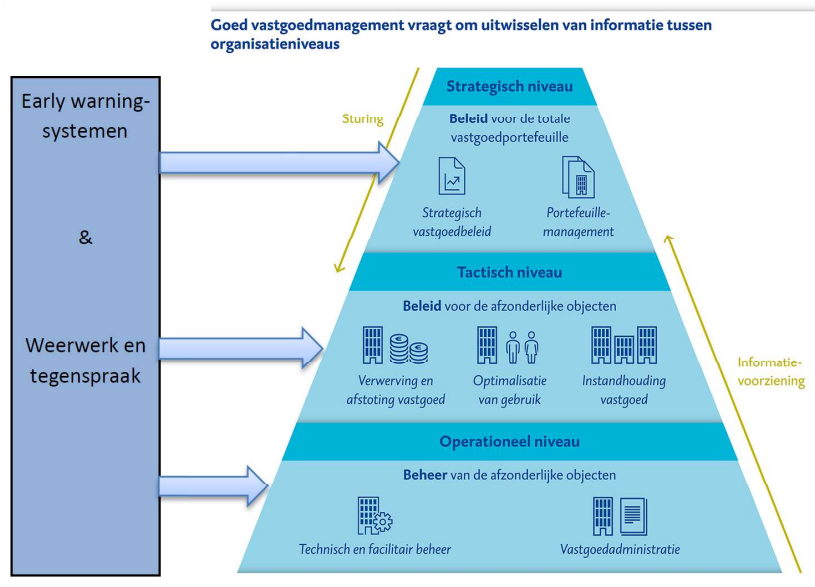 Goed vastgoedmanagement vraagt om uitwisselen van informatie tussen
organisatieniveaus
Early warning-
systemen
&
Weerwerk en
tegenspraak
Sturing
Strategisch niveau
Beleid voor de totale
vastgoedportefeuille
Strategisch
vastgoedbeleid
Portefeuille-
management
Tactisch niveau
Beleid voor de afzonderlijke objecten
Verwerving en
afstoting vastgoed
Optimalisatie
van gebruik
Instandhouding
vastgoed
Informatie-
voorziening
Operationeel niveau
Beheer van de afzonderlijke objecten
Technisch en facilitair beheer
Vastgoedadministratie